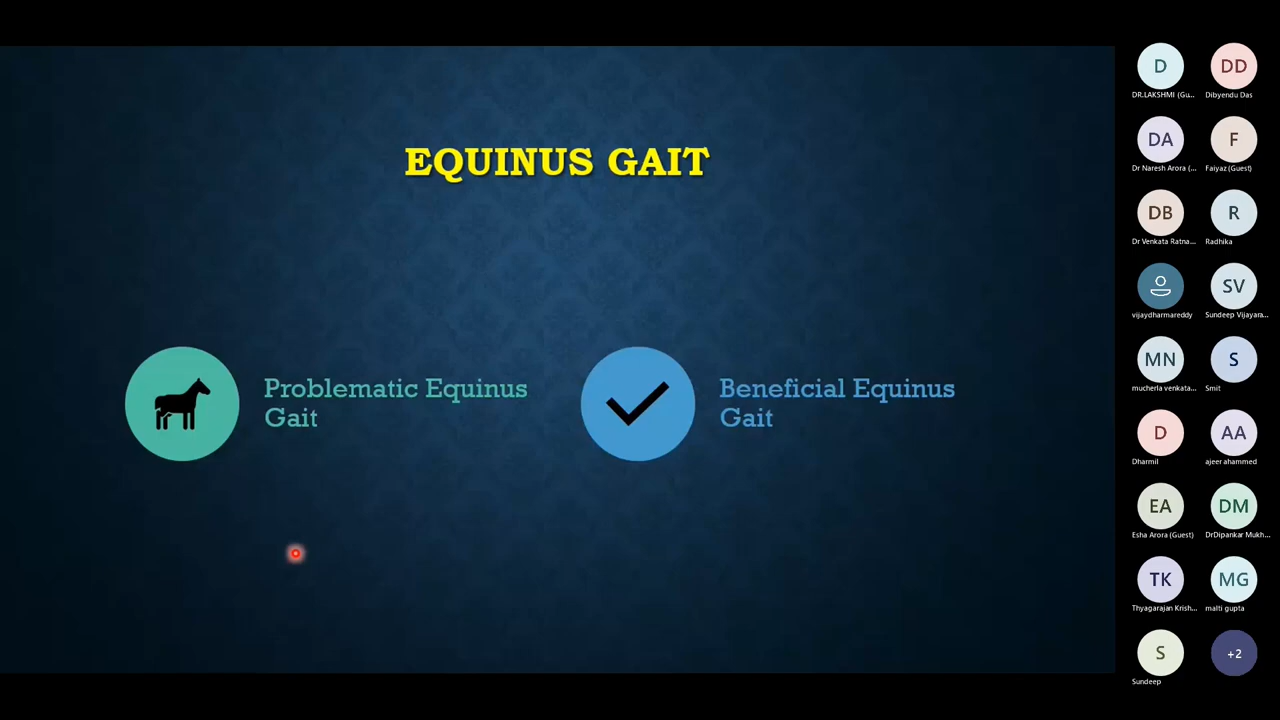 EQUINUS GAIT
Problematic Equinus
Gait
Beneficial Equinus
Gait
D
DD
DR.LAKSHMI (Gu...
Dibyendu Das
DA
F
Dr Naresh Arora (...
Faiyaz (Guest)
DB
R
Dr Venkata Ratna...
Radhika
SV
vijaydharmareddy
Sundeep Vijayara...
MN
S
mucherla venkata...
Smit
D
AA
Dharmil
ajeer ahammed
EA
DM
Esha Arora (Guest)
DrDipankar Mukh...
TK
MG
Thyagarajan Krish...
malti gupta
S
+2
Sundeep